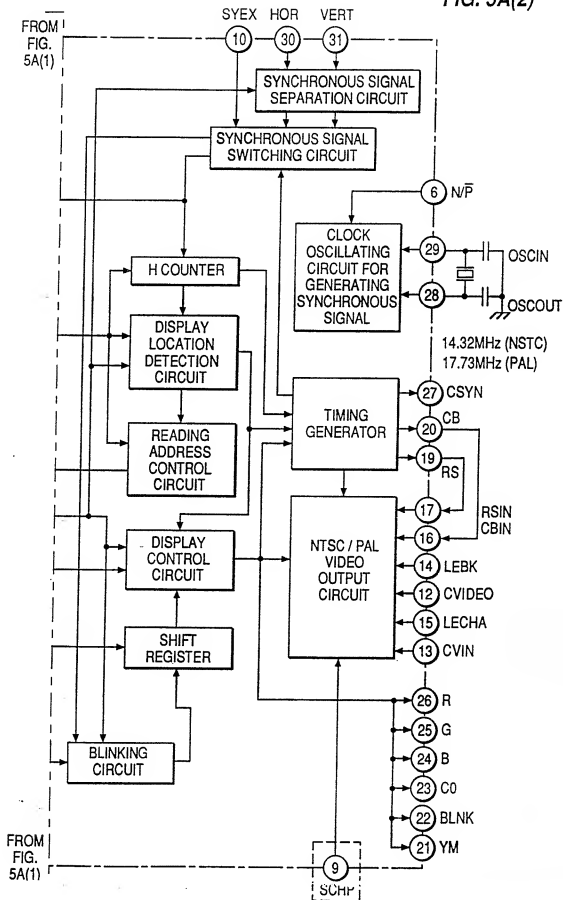 FIG. 5A(2)
FROM
FIG.
5A(1)
SYEX HOR VERT
10 30 31
SYNCHRONOUS SIGNAL
SEPARATION CIRCUIT
SYNCHRONOUS SIGNAL
SWITCHING CIRCUIT
6 N/P̅
CLOCK
OSCILLATING
CIRCUIT FOR
GENERATING
SYNCHRONOUS
SIGNAL
29
OSCIN
28
OSCOUT
14.32MHz (NSTC)
17.73MHz (PAL)
H COUNTER
DISPLAY
LOCATION
DETECTION
CIRCUIT
READING
ADDRESS
CONTROL
CIRCUIT
TIMING
GENERATOR
27 CSYN
CB
20
19
RS
RSIN
CBIN
17
16
14 LEBK
12 CVIDEO
15 LECHA
13 CVIN
NTSC / PAL
VIDEO
OUTPUT
CIRCUIT
DISPLAY
CONTROL
CIRCUIT
SHIFT
REGISTER
BLINKING
CIRCUIT
26 R
25 G
24 B
23 C0
22 BLNK
21 YM
FROM
FIG.
5A(1)
9
SCHP